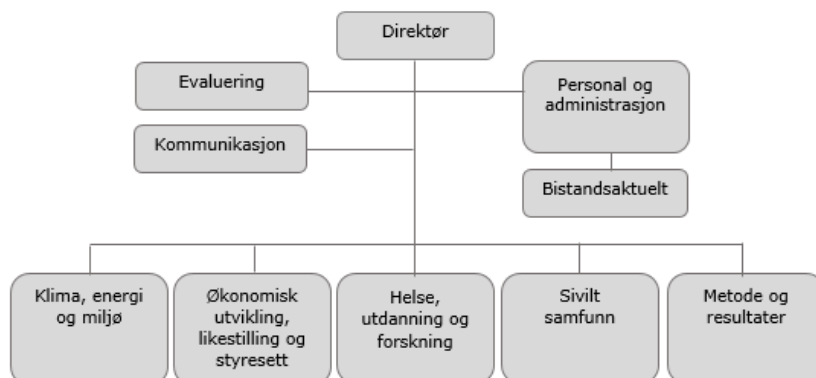 Direktør
Evaluering
Personal og
administrasjon
Kommunikasjon
Bistandsaktuelt
Klima, energi
og miljø
Økonomisk
utvikling,
likestilling og
styresett
Helse,
utdanning og
forskning
Sivilt
samfunn
Metode og
resultater